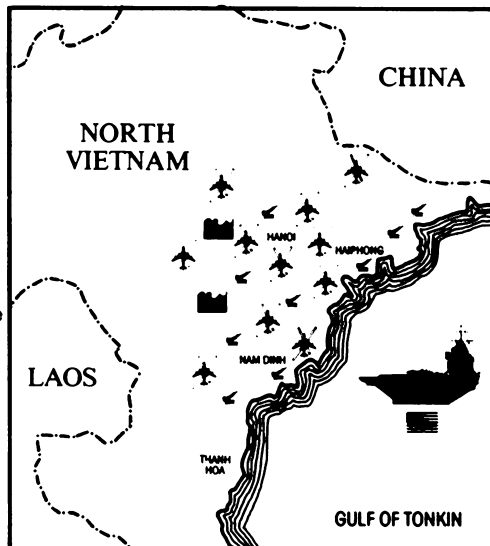 CHINA
NORTH
VIETNAM
HANOI
HAIPHONG
NAM DINH
LAOS
THANH
HOA
GULF OF TONKIN